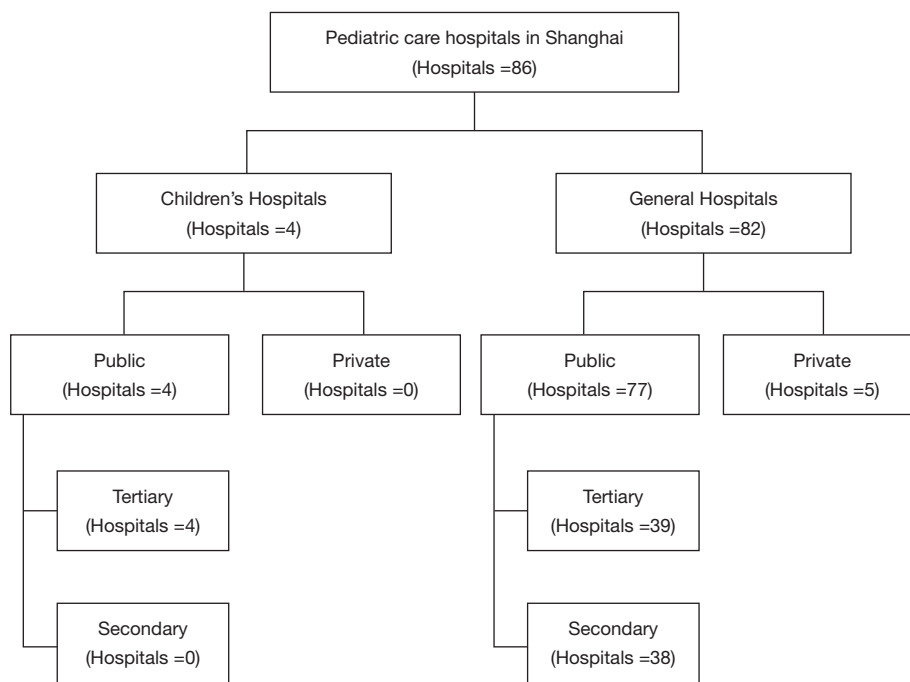 Pediatric care hospitals in Shanghai
(Hospitals =86)
Children's Hospitals
(Hospitals =4)
General Hospitals
(Hospitals =82)
Public
(Hospitals =4)
Private
(Hospitals =0)
Public
(Hospitals =77)
Private
(Hospitals =5)
Tertiary
(Hospitals =4)
Tertiary
(Hospitals =39)
Secondary
(Hospitals =0)
Secondary
(Hospitals =38)